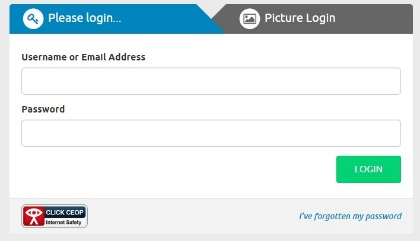 Please login... Picture Login
Username or Email Address
Password
LOGIN
CLICK CEOP
Internet Safety
I've forgotten my password